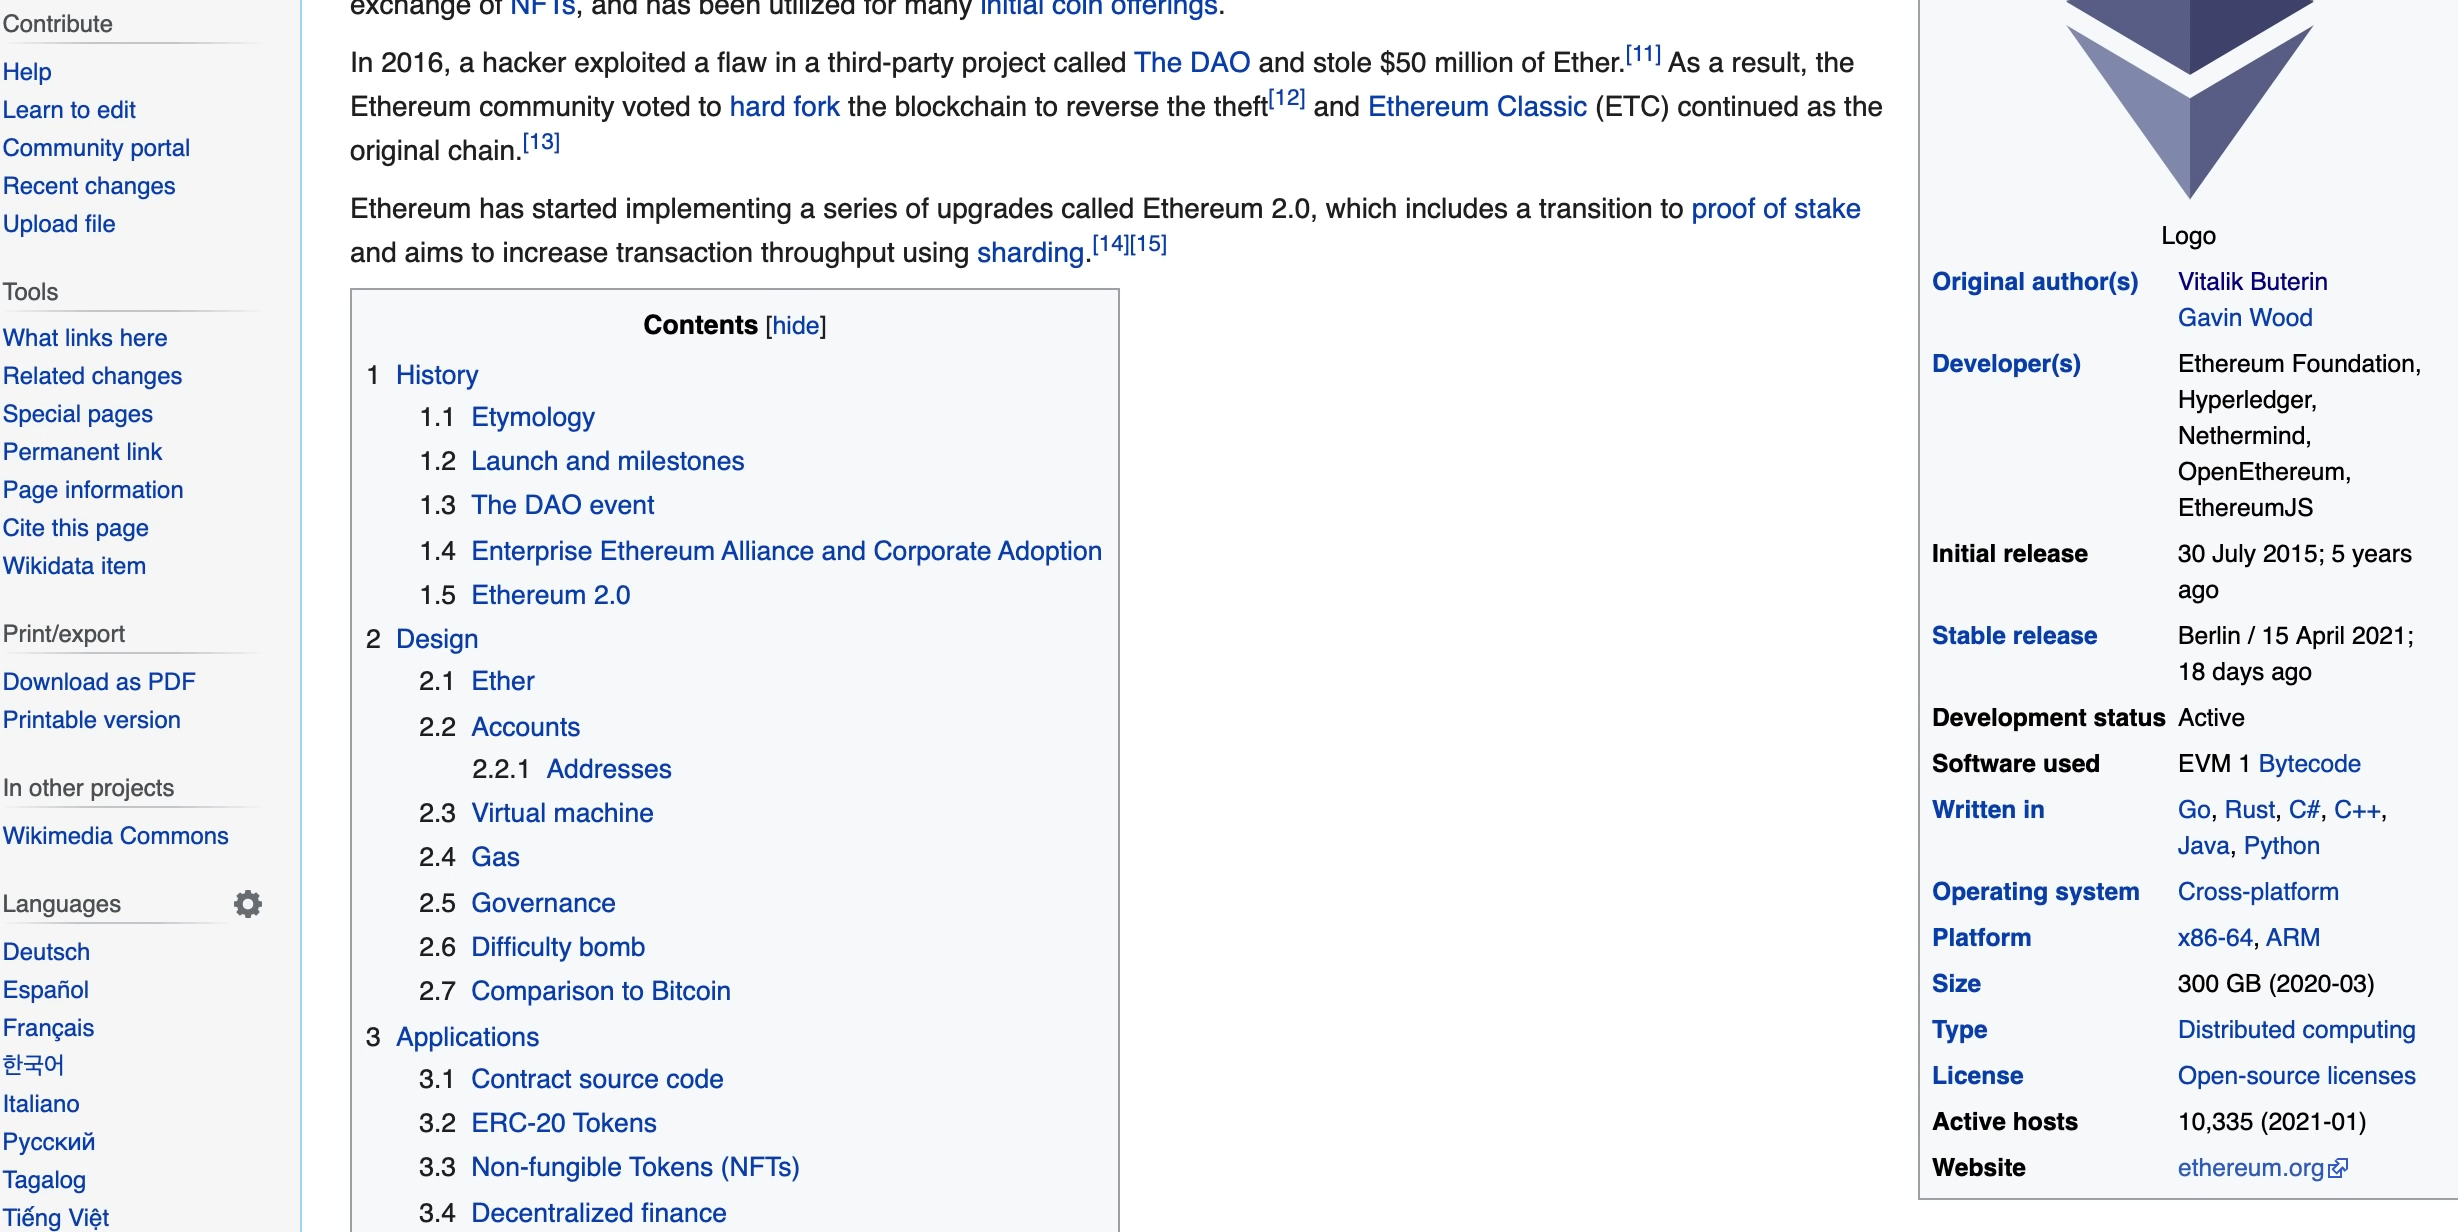 Contribute
Help
Learn to edit
Community portal
Recent changes
Upload file
Tools
What links here
Related changes
Special pages
Permanent link
Page information
Cite this page
Wikidata item
Print/export
Download as PDF
Printable version
In other projects
Wikimedia Commons
Languages
Deutsch
Español
Français
한국어
Italiano
Русский
Tagalog
Tiếng Việt
exchange of NFTs, and has been utilized for many initial coin offerings.
In 2016, a hacker exploited a flaw in a third-party project called The DAO and stole $50 million of Ether.[11] As a result, the
Ethereum community voted to hard fork the blockchain to reverse the theft[12] and Ethereum Classic (ETC) continued as the
original chain.[13]
Ethereum has started implementing a series of upgrades called Ethereum 2.0, which includes a transition to proof of stake
and aims to increase transaction throughput using sharding.[14][15]
Contents [hide]
1 History
1.1 Etymology
1.2 Launch and milestones
1.3 The DAO event
1.4 Enterprise Ethereum Alliance and Corporate Adoption
1.5 Ethereum 2.0
2 Design
2.1 Ether
2.2 Accounts
2.2.1 Addresses
2.3 Virtual machine
2.4 Gas
2.5 Governance
2.6 Difficulty bomb
2.7 Comparison to Bitcoin
3 Applications
3.1 Contract source code
3.2 ERC-20 Tokens
3.3 Non-fungible Tokens (NFTs)
3.4 Decentralized finance
Logo
Original author(s) Vitalik Buterin
Gavin Wood
Developer(s) Ethereum Foundation,
Hyperledger,
Nethermind,
OpenEthereum,
EthereumJS
Initial release 30 July 2015; 5 years
ago
Stable release Berlin / 15 April 2021;
18 days ago
Development status Active
Software used EVM 1 Bytecode
Written in Go, Rust, C#, C++,
Java, Python
Operating system Cross-platform
Platform x86-64, ARM
Size 300 GB (2020-03)
Type Distributed computing
License Open-source licenses
Active hosts 10,335 (2021-01)
Website ethereum.org